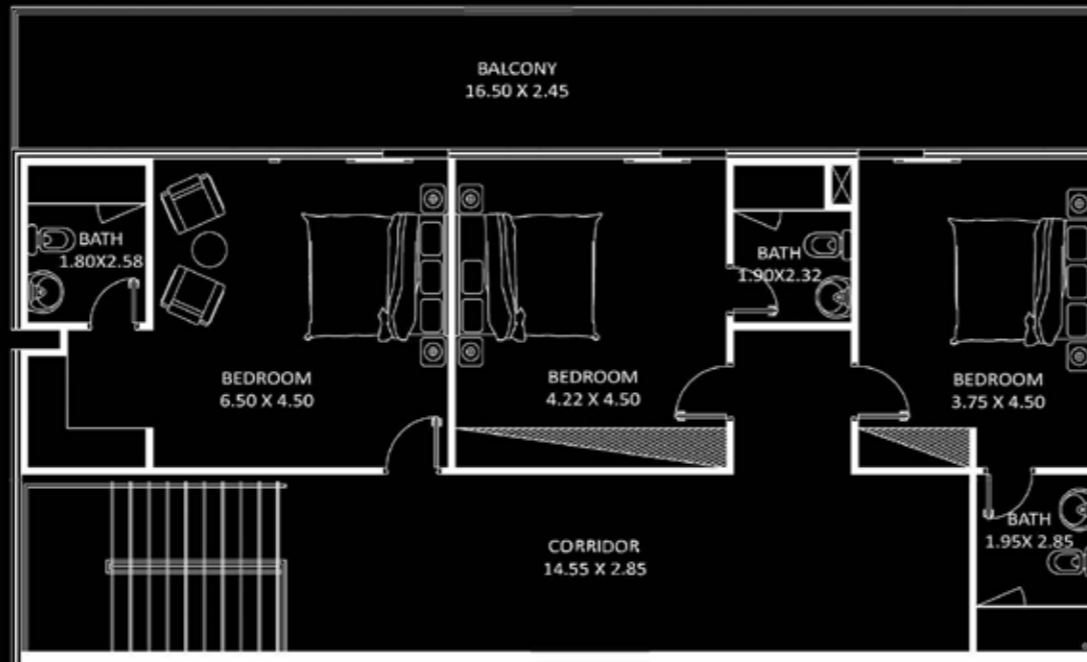 BALCONY
16.50 X 2.45
BATH
1.80X2.58
BATH
1.90X2.32
BEDROOM
6.50 X 4.50
BEDROOM
4.22 X 4.50
BEDROOM
3.75 X 4.50
CORRIDOR
14.55 X 2.85
BATH
1.95X 2.85